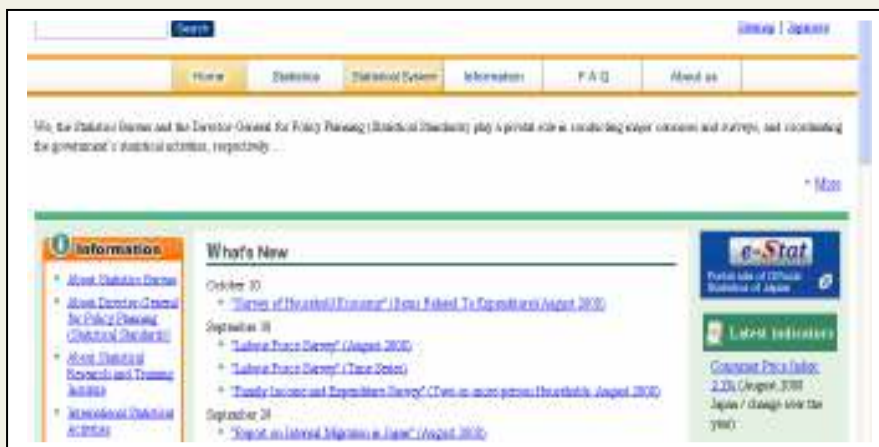 Search
Sitemap | Japanese
Home
Statistics
Statistical System
Information
F A Q
About us
We, the Statistics Bureau and the Director-General for Policy Planning (Statistical Standards) play a pivotal role in conducting major censuses and surveys, and coordinating
the government's statistical activities, respectively ...
More
Information
About Statistics Bureau
About Director-General
for Policy Planning
(Statistical Standards)
About Statistical
Research and Training
Institute
International Statistical
Activities
What's New
October 10
"Survey of Household Economy" (Items Related To Expenditures August 2008)
September 30
"Labour Force Survey" (August 2008)
"Labour Force Survey" (Time Series)
"Family Income and Expenditure Survey" (Two-or-more-person Households, August 2008)
September 29
"Report on Internal Migration in Japan" (August 2008)
e-Stat
Portal site of Official
Statistics of Japan
Latest Indicators
Consumer Price Index
2.1% (August 2008
Japan / change over the
year)